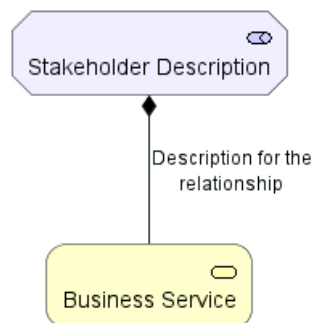 Stakeholder Description
Description for the
relationship
Business Service